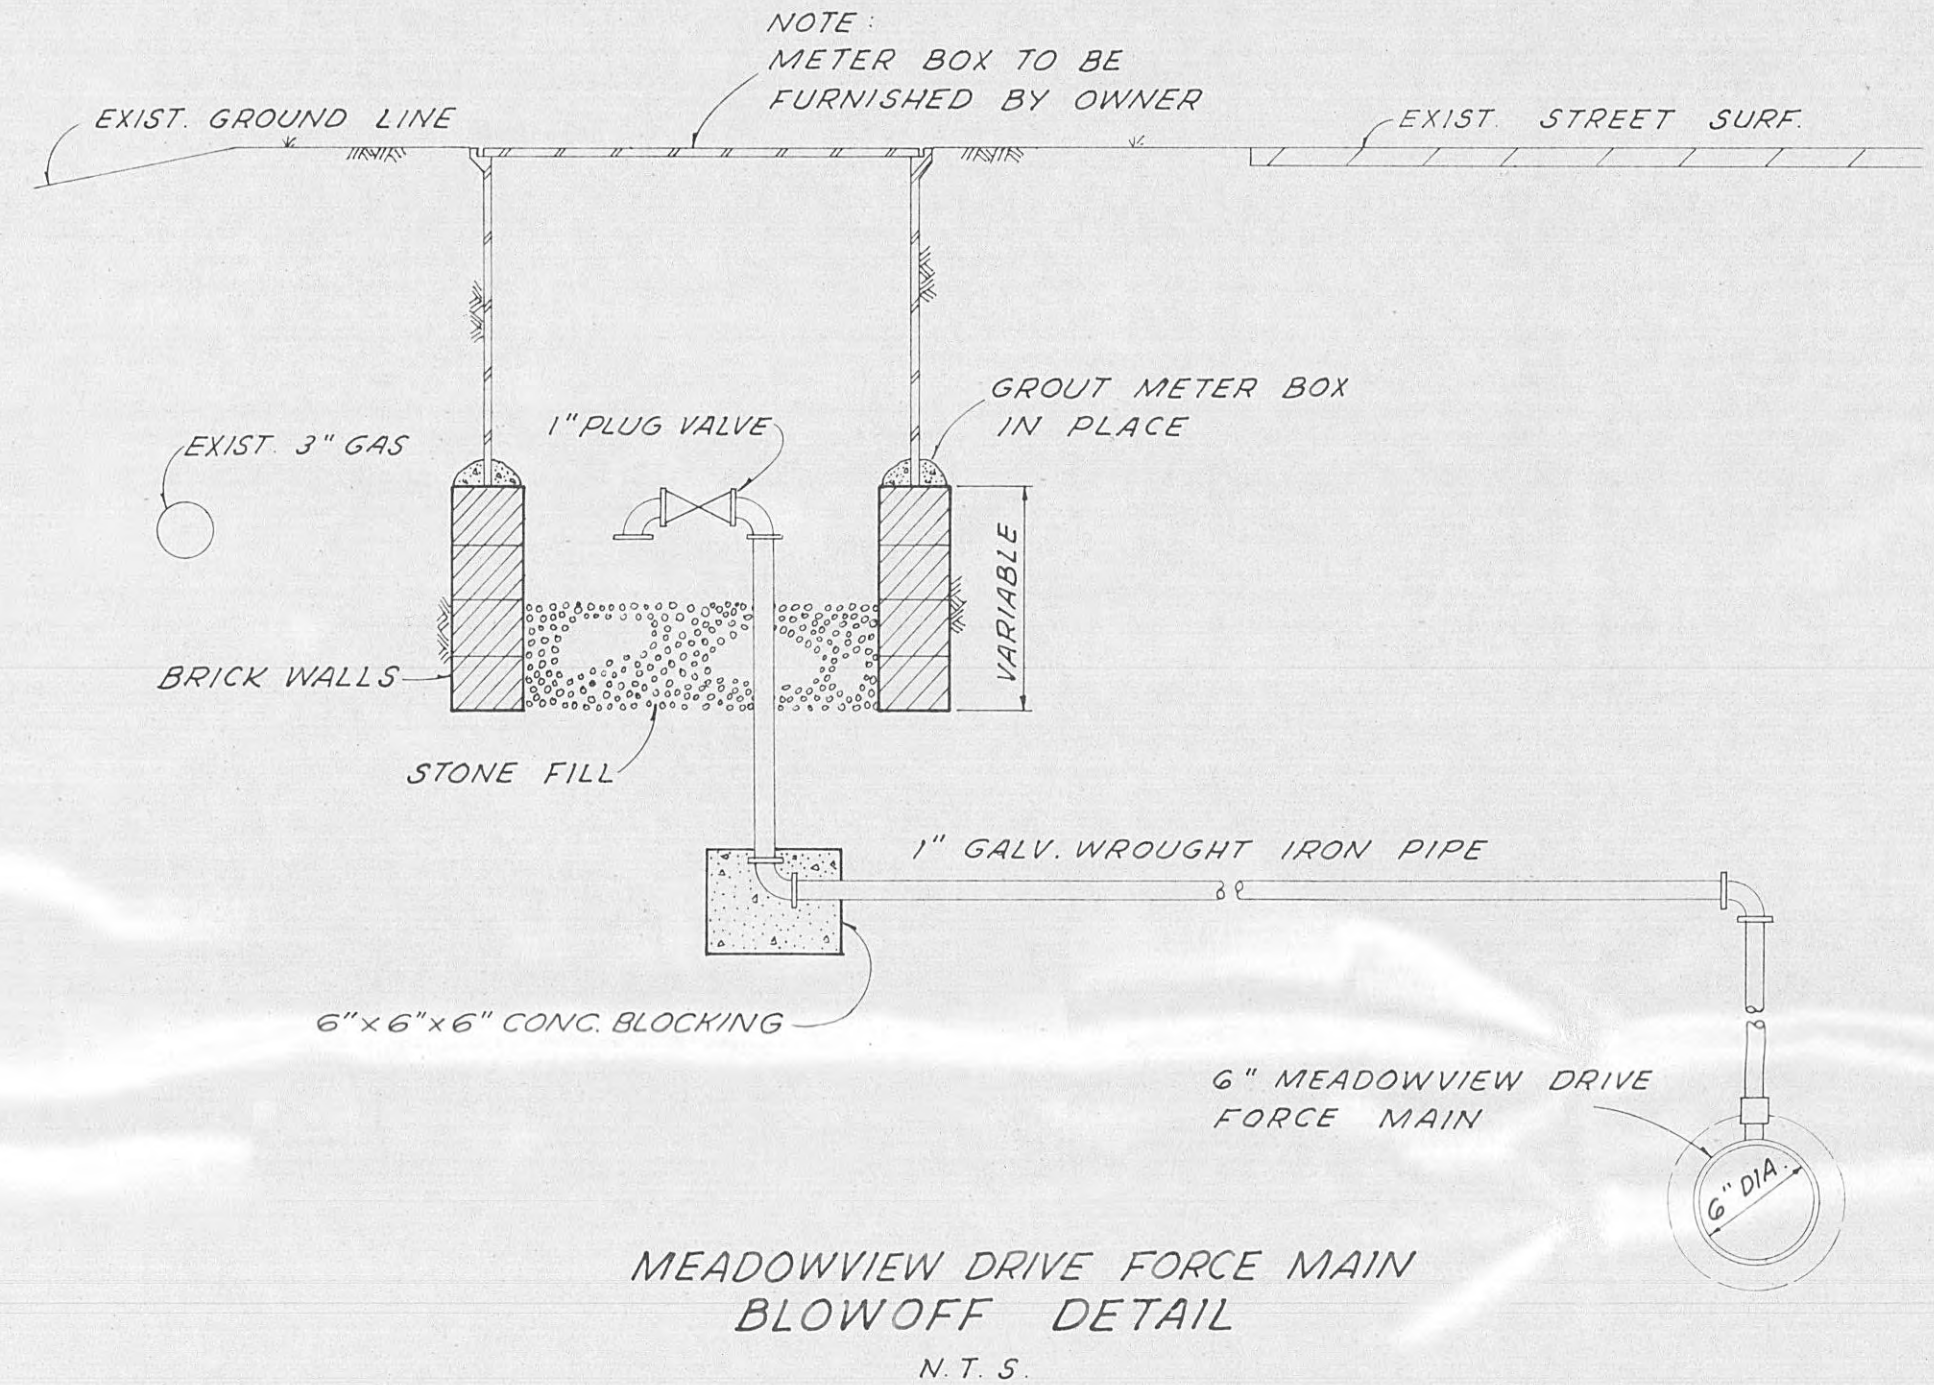 NOTE:
METER BOX TO BE
FURNISHED BY OWNER
EXIST. GROUND LINE
EXIST. STREET SURF.
GROUT METER BOX
IN PLACE
1" PLUG VALVE
EXIST. 3" GAS
VARIABLE
BRICK WALLS
STONE FILL
1" GALV. WROUGHT IRON PIPE
6"x6"x6" CONC. BLOCKING
6" MEADOWVIEW DRIVE
FORCE MAIN
6" DIA.
MEADOWVIEW DRIVE FORCE MAIN
BLOWOFF DETAIL
N.T.S.